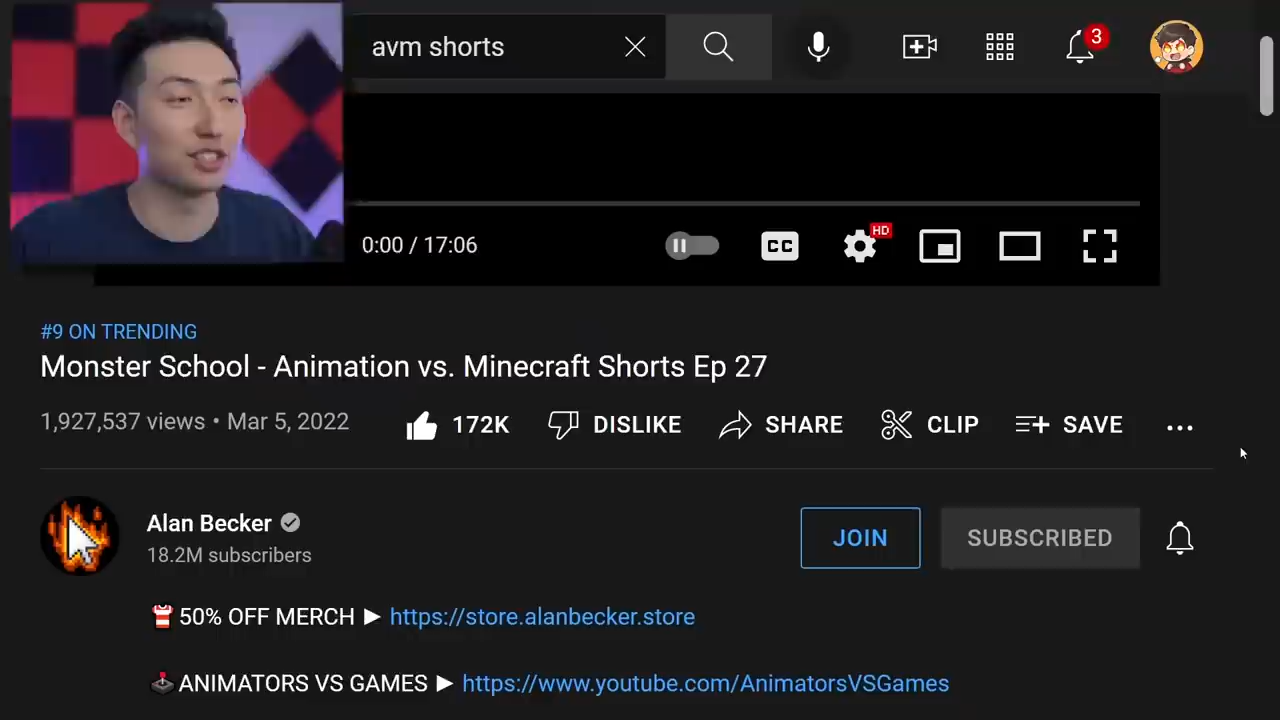 avm shorts
3
0:00 / 17:06
CC
HD
#9 ON TRENDING
Monster School - Animation vs. Minecraft Shorts Ep 27
1,927,537 views • Mar 5, 2022
172K
DISLIKE
SHARE
CLIP
SAVE
Alan Becker
18.2M subscribers
JOIN
SUBSCRIBED
50% OFF MERCH ► https://store.alanbecker.store
ANIMATORS VS GAMES ► https://www.youtube.com/AnimatorsVSGames